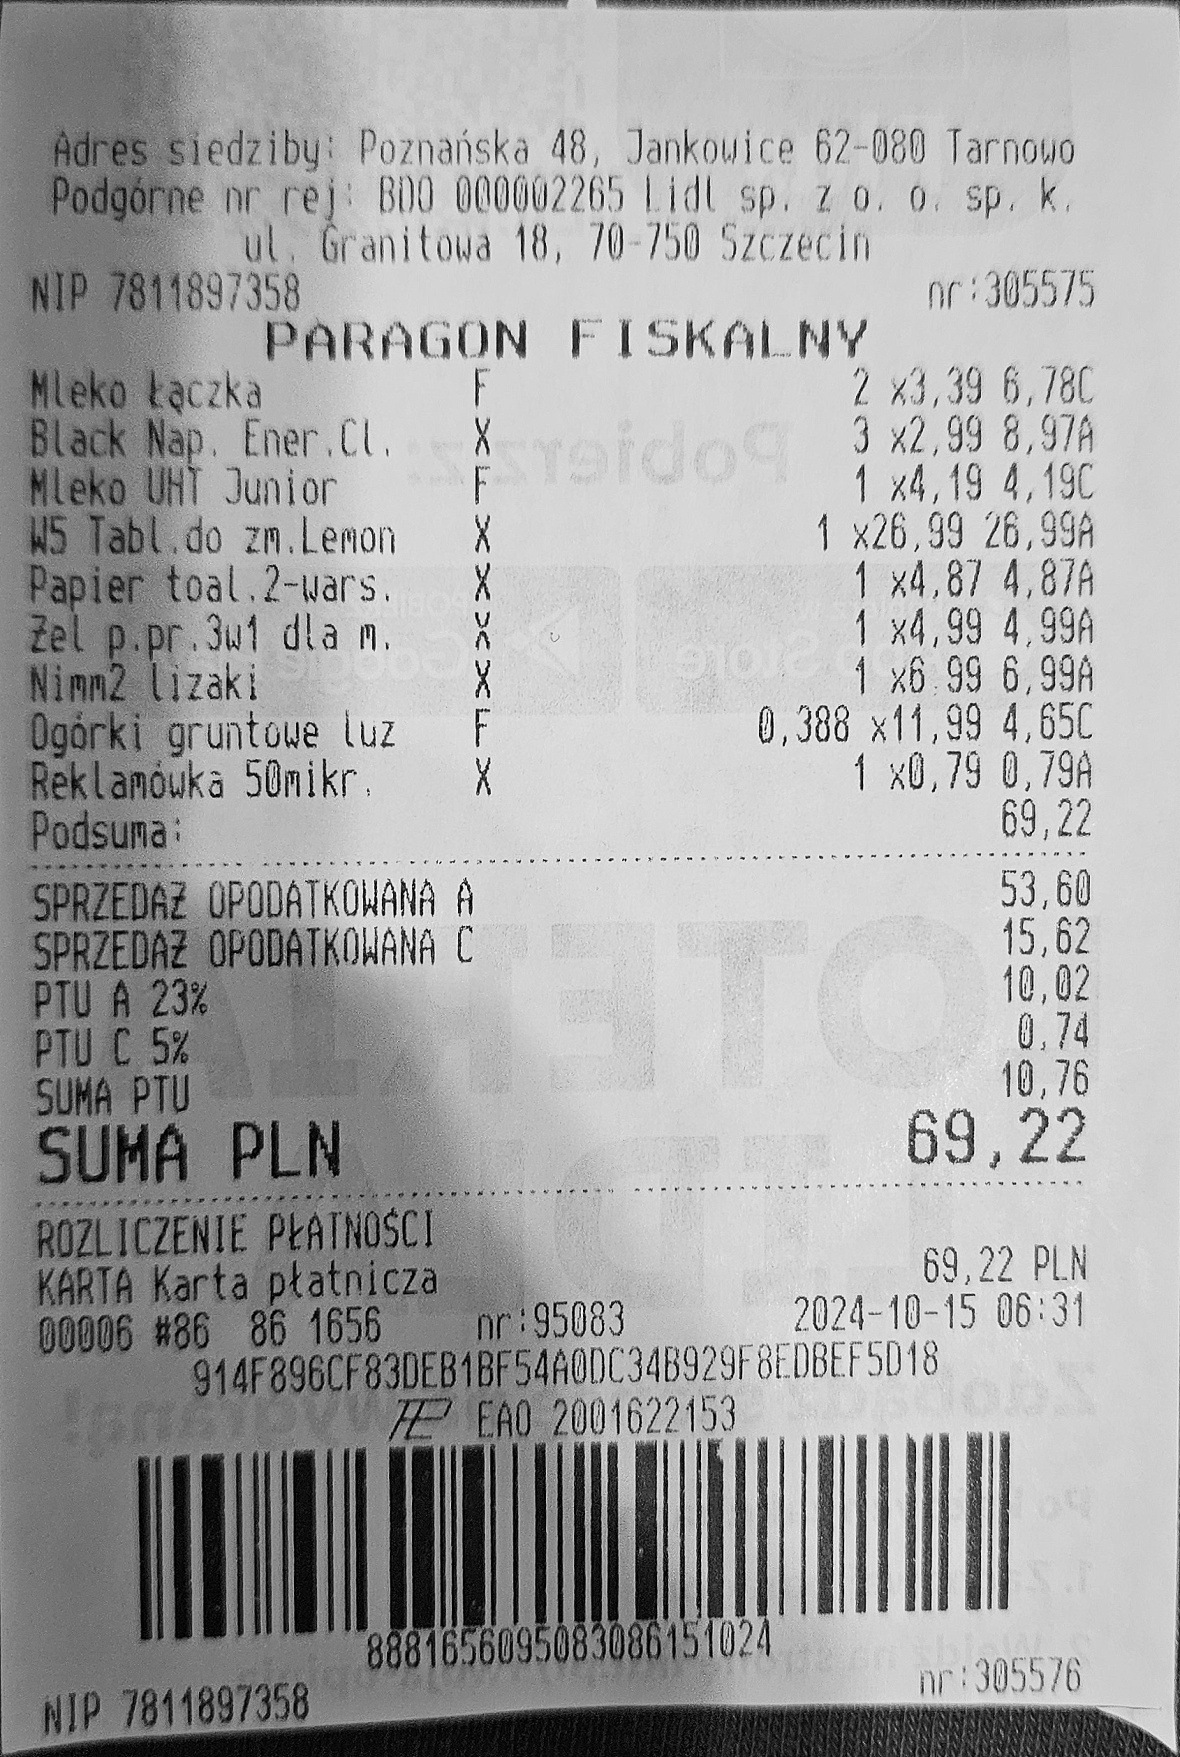 Adres siedziby: Poznańska 48, Jankowice 62-080 Tarnowo
Podgórne nr rej: BDO 000002265 Lidl sp. z o. o. sp. k.
ul. Granitowa 18, 70-750 Szczecin
NIP 7811897358 nr:305575
PARAGON FISKALNY
Mleko Łączka F 2 x3,39 6,78C
Black Nap. Ener.Cl. X 3 x2,99 8,97A
Mleko UHT Junior F 1 x4,19 4,19C
W5 Tabl.do zm.Lemon X 1 x26,99 26,99A
Papier toal.2-wars. X 1 x4,87 4,87A
Żel p.pr.3w1 dla m. X 1 x4,99 4,99A
Nimm2 lizaki X 1 x6,99 6,99A
Ogórki gruntowe luz F 0,388 x11,99 4,65C
Reklamówka 50mikr. X 1 x0,79 0,79A
Podsuma: 69,22
SPRZEDAŻ OPODATKOWANA A 53,60
SPRZEDAŻ OPODATKOWANA C 15,62
PTU A 23% 10,02
PTU C 5% 0,74
SUMA PTU 10,76
SUMA PLN 69,22
ROZLICZENIE PŁATNOŚCI
KARTA Karta płatnicza 69,22 PLN
00006 #86 86 1656 nr:95083 2024-10-15 06:31
914F896CF83DEB1BF54A0DC34B929F8EDBEF5D18
EAO 2001622153
8881656095083086151024
NIP 7811897358 nr:305576